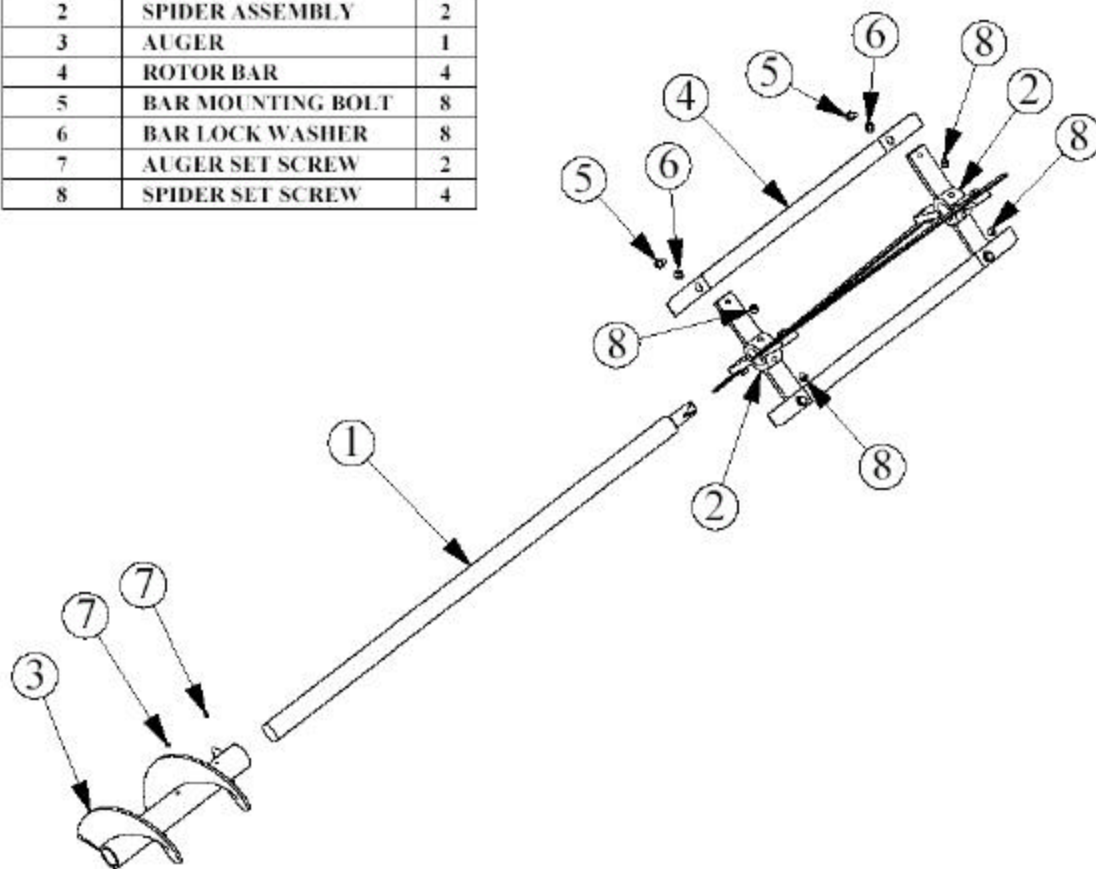 2 SPIDER ASSEMBLY 2
3 AUGER 1
4 ROTOR BAR 4
5 BAR MOUNTING BOLT 8
6 BAR LOCK WASHER 8
7 AUGER SET SCREW 2
8 SPIDER SET SCREW 4
6
8
5
2
4
8
6
5
8
8
1
2
7
7
3